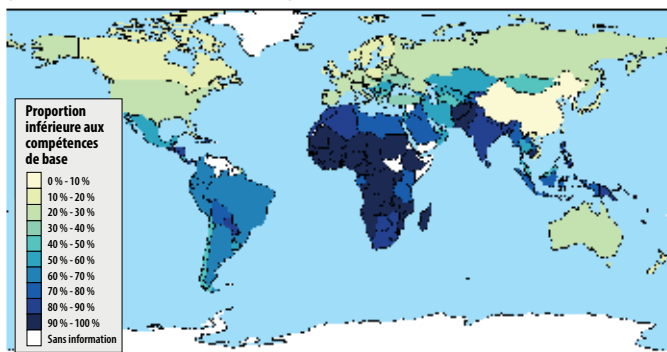 Proportion
inférieure aux
compétences
de base
0 % - 10 %
10 % - 20 %
20 % - 30 %
30 % - 40 %
40 % - 50 %
50 % - 60 %
60 % - 70 %
70 % - 80 %
80 % - 90 %
90 % - 100 %
Sans information